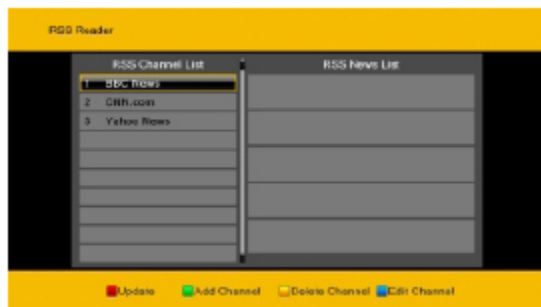 RSS Reader
RSS Channel List
RSS News List
1 BBC News
2 CNN.com
3 Yahoo News
Update Add Channel Delete Channel Edit Channel